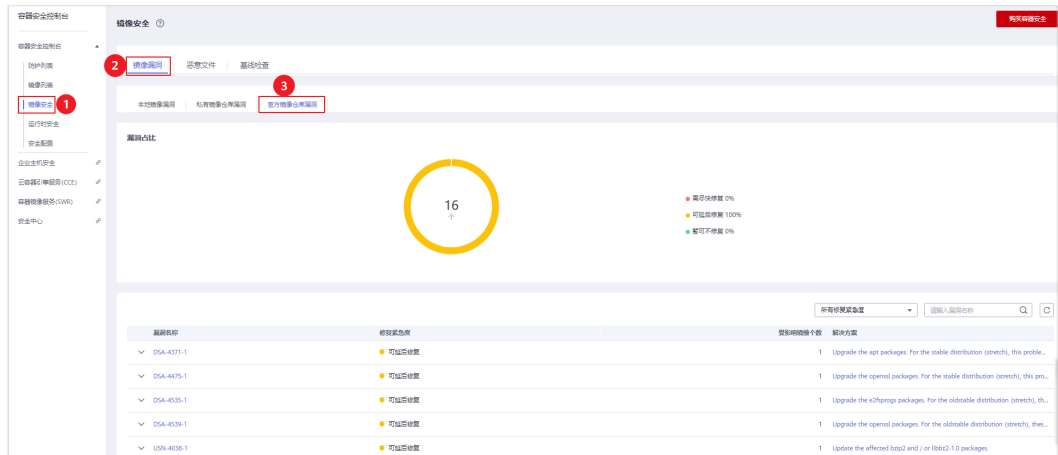 容器安全控制台
镜像安全
购买容器安全
容器安全控制台
防护列表
镜像列表
镜像安全
1
运行时安全
安全配置
企业主机安全
云容器引擎服务(CCE)
容器镜像服务(SWR)
安全中心
2
镜像漏洞
恶意文件
基线检查
3
本地镜像漏洞
私有镜像仓库漏洞
官方镜像仓库漏洞
漏洞占比
16
个
需尽快修复 0%
可延后修复 100%
暂可不修复 0%
所有修复紧急度
请输入漏洞名称
漏洞名称 修复紧急度 受影响镜像个数 解决方案
DSA-4371-1 可延后修复 1 Upgrade the apt packages. For the stable distribution (stretch), this proble...
DSA-4475-1 可延后修复 1 Upgrade the openssl packages. For the stable distribution (stretch), this pro...
DSA-4535-1 可延后修复 1 Upgrade the e2fsprogs packages. For the oldstable distribution (stretch), th...
DSA-4539-1 可延后修复 1 Upgrade the openssl packages. For the oldstable distribution (stretch), thes...
USN-4038-1 可延后修复 1 Update the affected bzip2 and / or libbz2-1.0 packages.